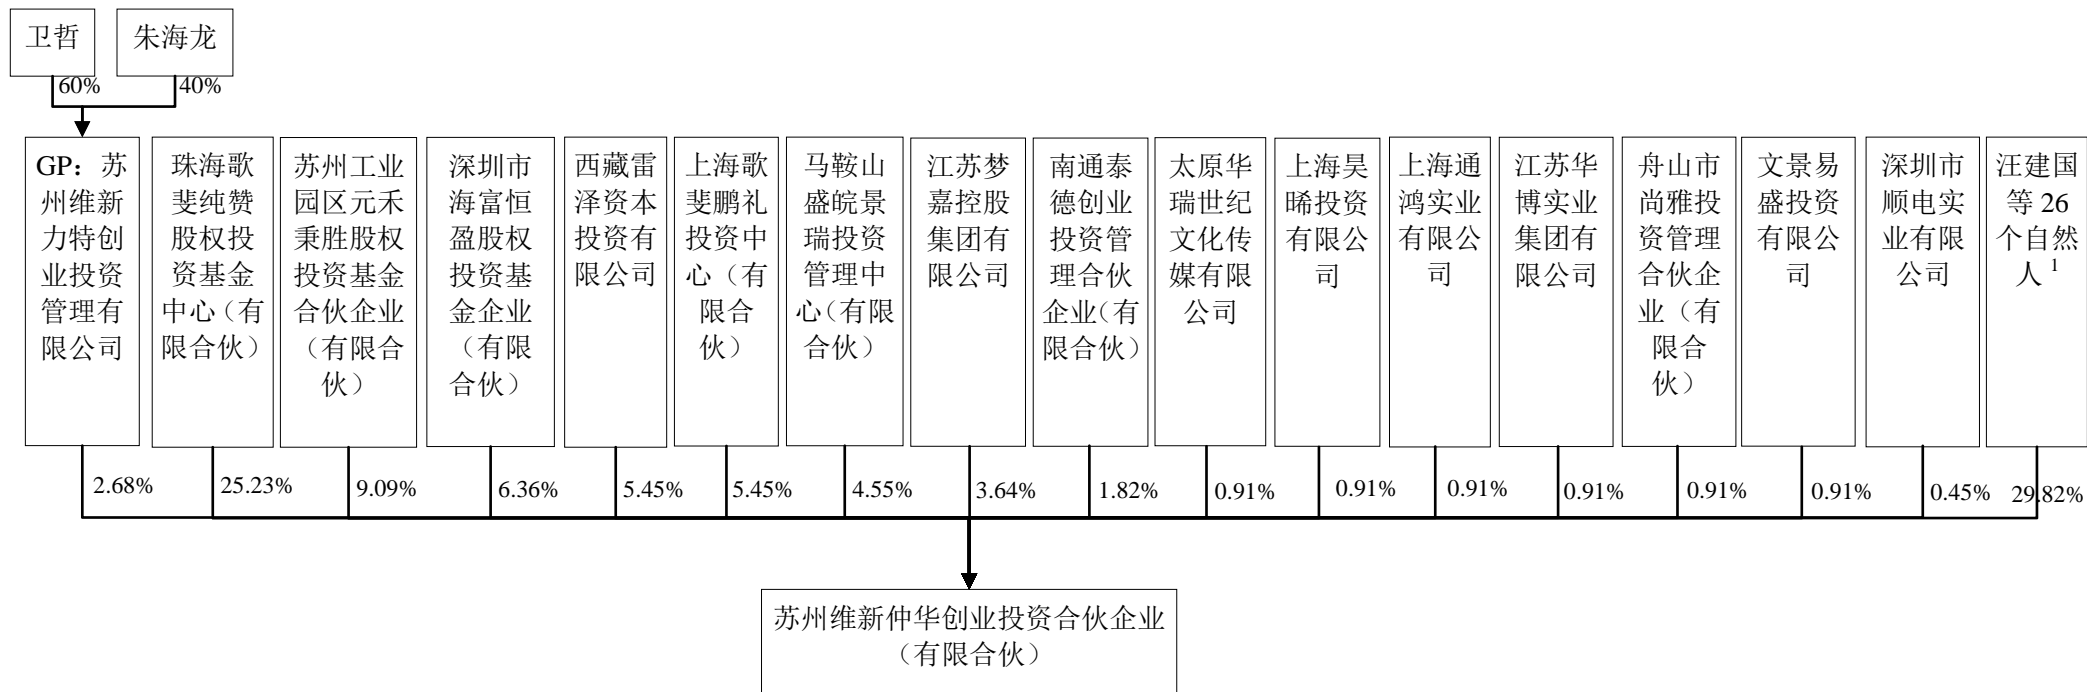 卫哲
朱海龙
60%
40%
GP：苏
州维新
力特创
业投资
管理有
限公司
珠海歌
斐纯赞
股权投
资基金
中心（有
限合伙）
苏州工业
园区元禾
秉胜股权
投资基金
合伙企业
（有限合
伙）
深圳市
海富恒
盈股权
投资基
金企业
（有限
合伙）
西藏雷
泽资本
投资有
限公司
上海歌
斐鹏礼
投资中
心（有
限合
伙）
马鞍山
盛皖景
瑞投资
管理中
心（有限
合伙）
江苏梦
嘉控股
集团有
限公司
南通泰
德创业
投资管
理合伙
企业（有
限合伙）
太原华
瑞世纪
文化传
媒有限
公司
上海昊
晞投资
有限公
司
上海通
鸿实业
有限公
司
江苏华
博实业
集团有
限公司
舟山市
尚雅投
资管理
合伙企
业（有
限合
伙）
文景易
盛投资
有限公
司
深圳市
顺电实
业有限
公司
汪建国
等 26
个自然
人 1
2.68%
25.23%
9.09%
6.36%
5.45%
5.45%
4.55%
3.64%
1.82%
0.91%
0.91%
0.91%
0.91%
0.91%
0.91%
0.45%
29.82%
苏州维新仲华创业投资合伙企业
（有限合伙）